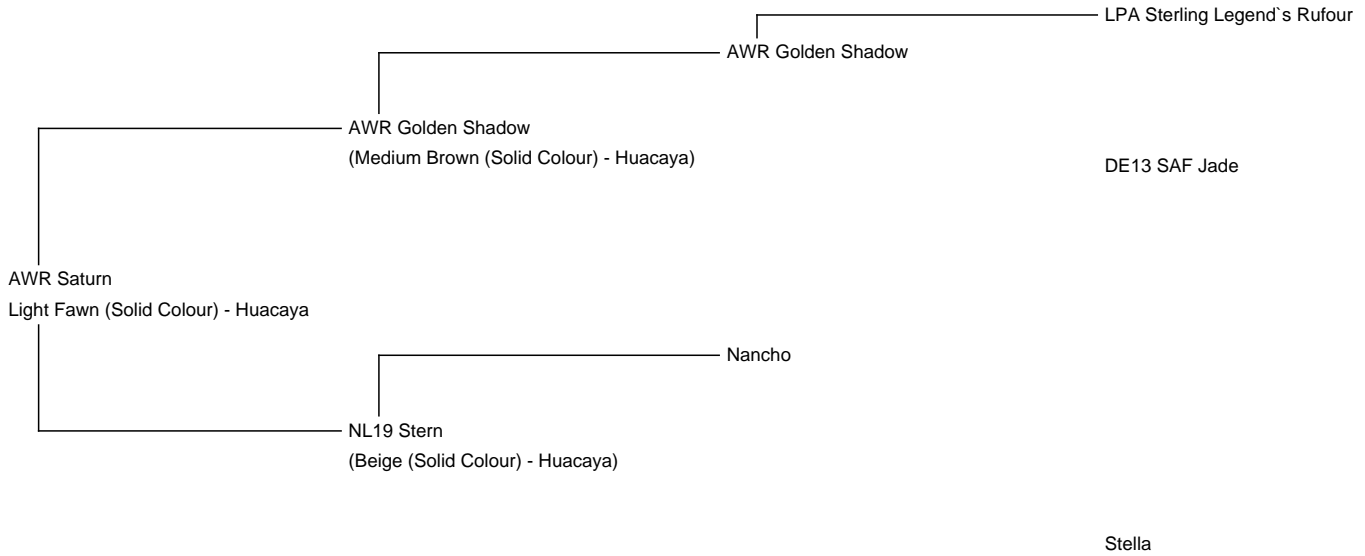 LPA Sterling Legend`s Rufour
AWR Golden Shadow
AWR Golden Shadow
(Medium Brown (Solid Colour) - Huacaya)
DE13 SAF Jade
AWR Saturn
Light Fawn (Solid Colour) - Huacaya
Nancho
NL19 Stern
(Beige (Solid Colour) - Huacaya)
Stella